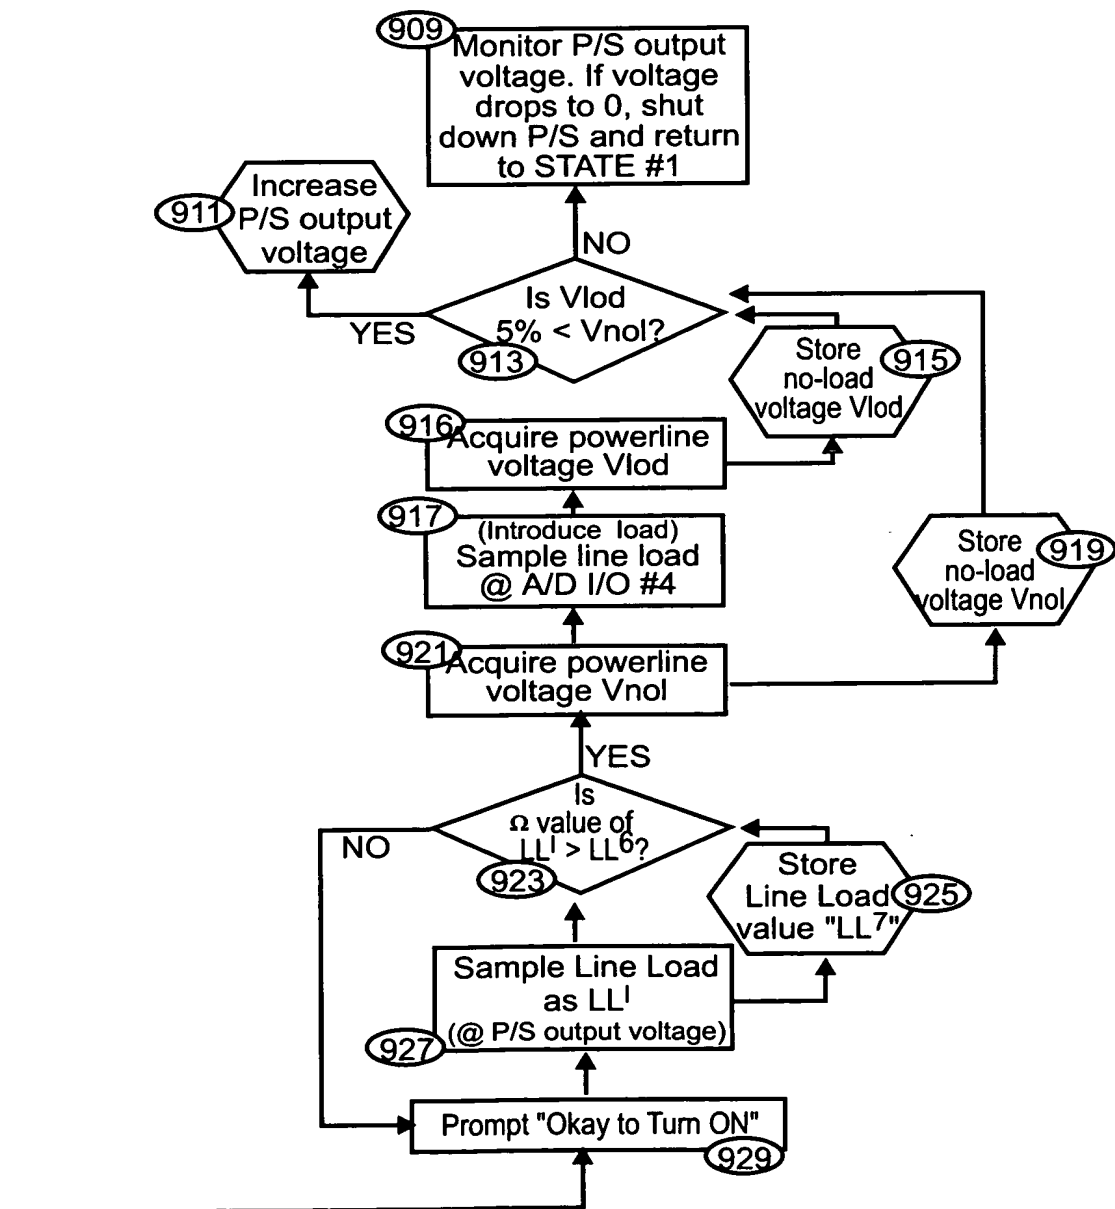 909
Monitor P/S output
voltage. If voltage
drops to 0, shut
down P/S and return
to STATE #1
911
Increase
P/S output
voltage
NO
Is Vlod
5% < Vnol?
YES
913
Store
no-load
voltage Vlod
915
916
Acquire powerline
voltage Vlod
917
(Introduce load)
Sample line load
@ A/D I/O #4
Store
no-load
voltage Vnol
919
921
Acquire powerline
voltage Vnol
YES
Is
Ω value of
LL^I > LL^6?
NO
923
Store
Line Load
value "LL^7"
925
Sample Line Load
as LL^I
(@ P/S output voltage)
927
Prompt "Okay to Turn ON"
929